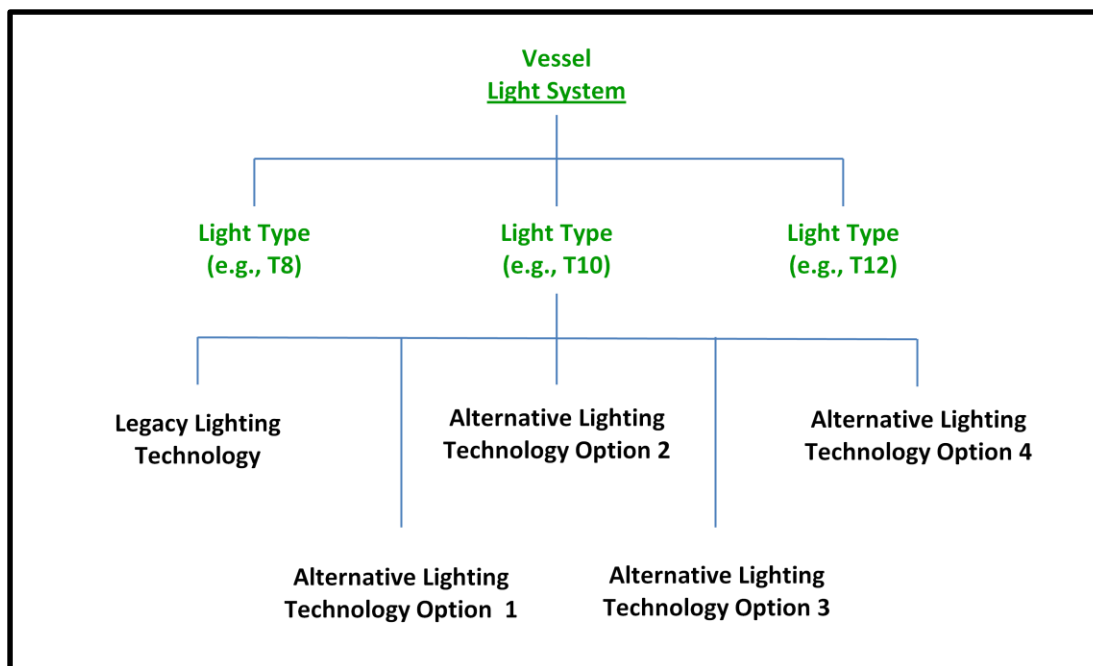 Vessel
Light System
Light Type
(e.g., T8)
Light Type
(e.g., T10)
Light Type
(e.g., T12)
Legacy Lighting
Technology
Alternative Lighting
Technology Option 2
Alternative Lighting
Technology Option 4
Alternative Lighting
Technology Option  1
Alternative Lighting
Technology Option 3